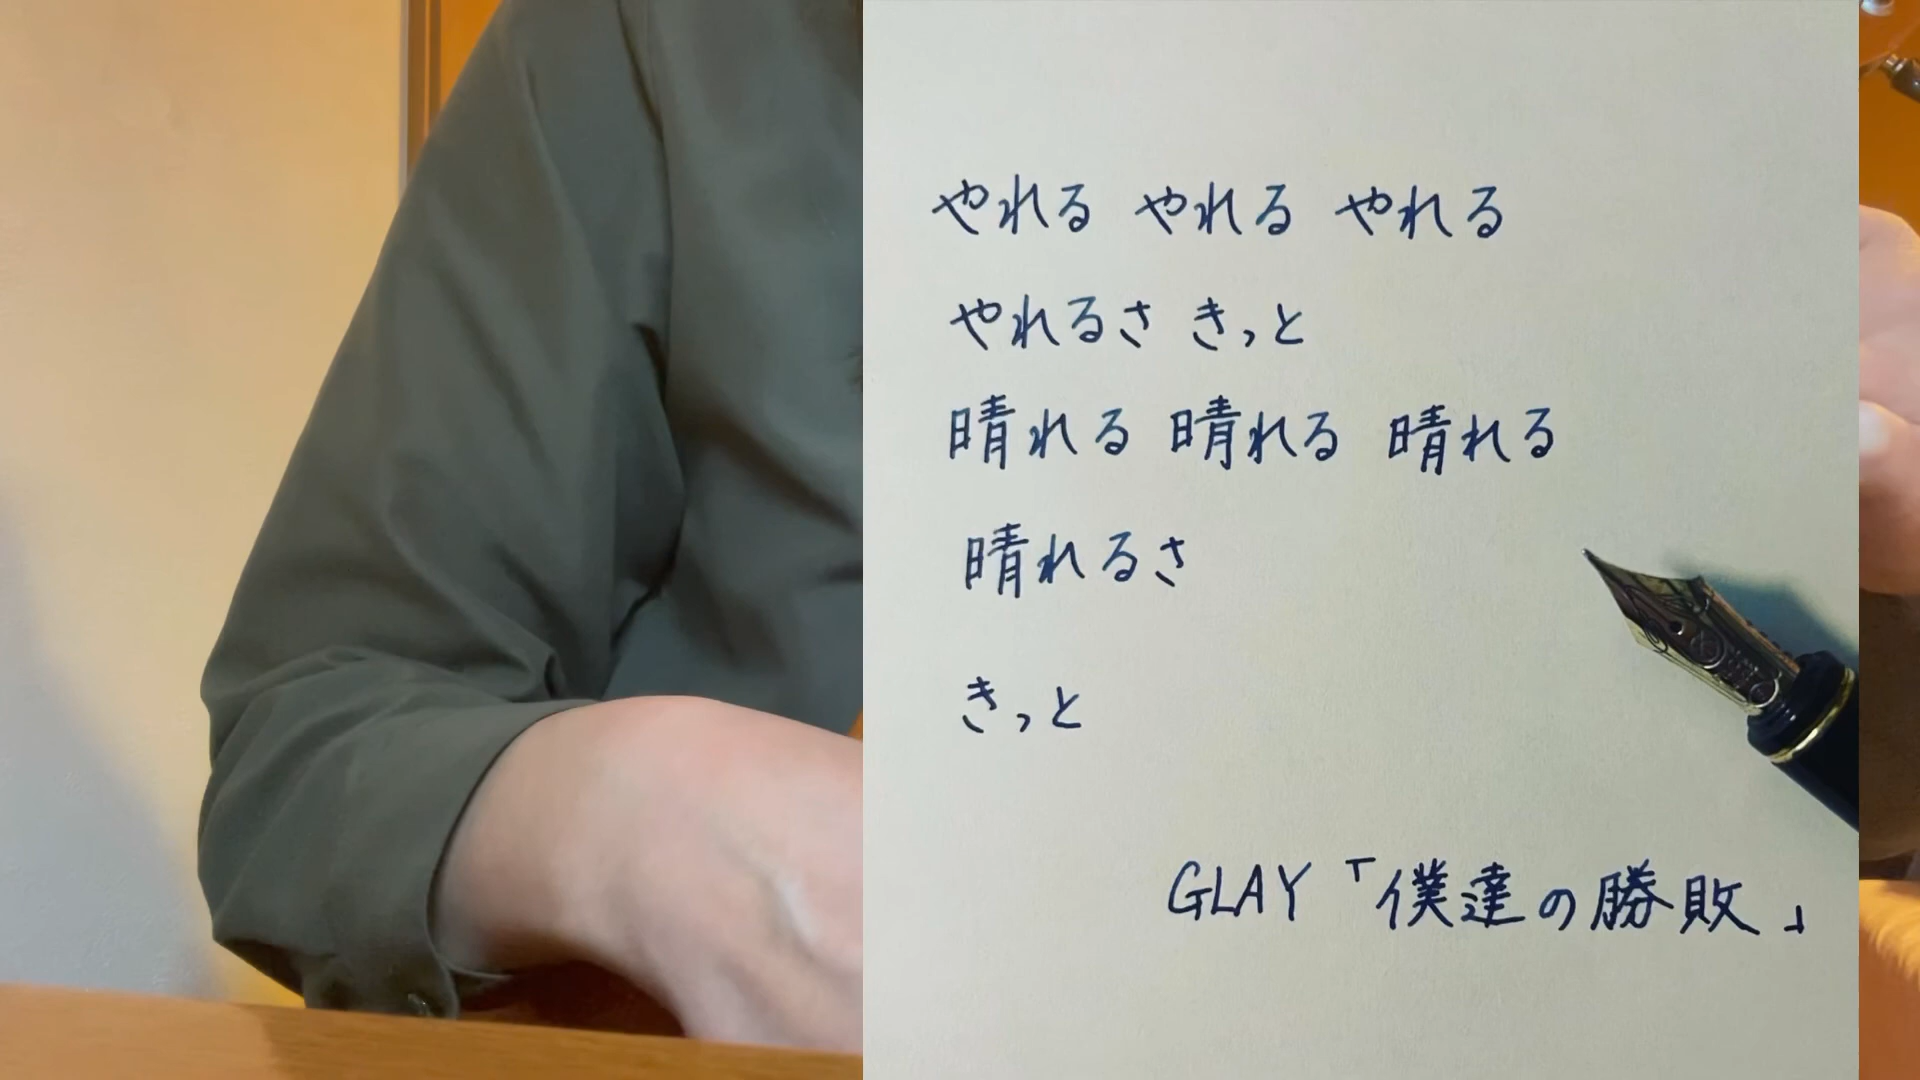 やれる やれる やれる
やれるさ きっと
晴れる 晴れる 晴れる
晴れるさ
きっと
GLAY「僕達の勝敗」